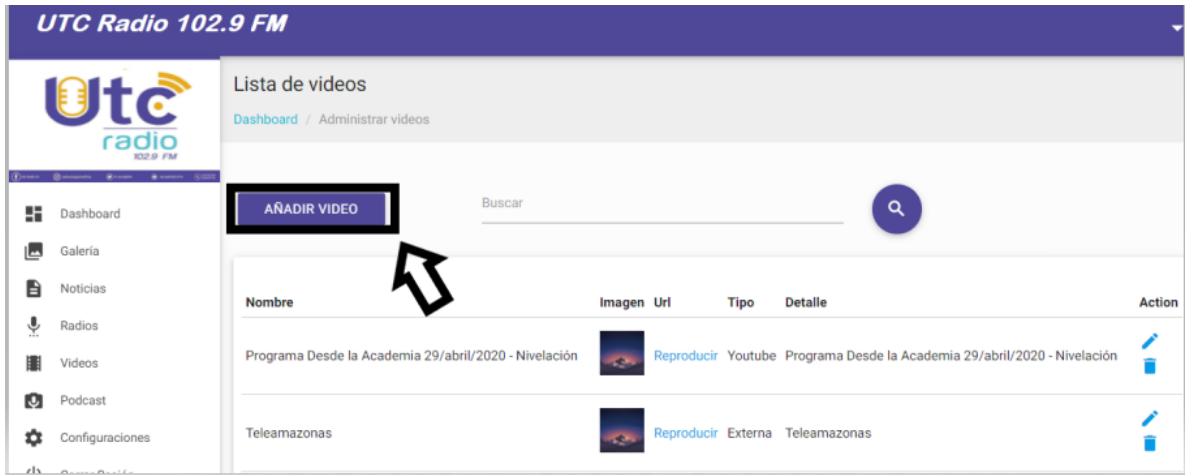 UTC Radio 102.9 FM
Utc
radio
102.9 FM
Lista de videos
Dashboard / Administrar videos
AÑADIR VIDEO
Buscar
Dashboard
Galería
Noticias
Radios
Videos
Podcast
Configuraciones
Nombre Imagen Url Tipo Detalle Action
Programa Desde la Academia 29/abril/2020 - Nivelación Reproducir Youtube Programa Desde la Academia 29/abril/2020 - Nivelación
Teleamazonas Reproducir Externa Teleamazonas